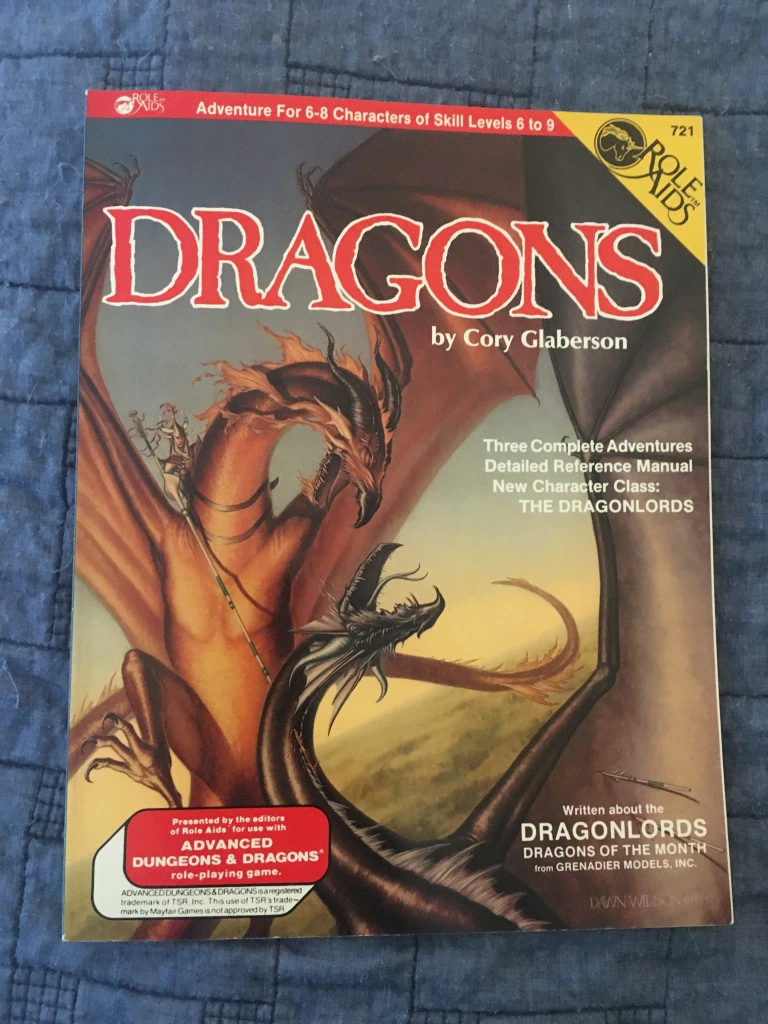 ROLE AIDS
Adventure For 6-8 Characters of Skill Levels 6 to 9
721
ROLE AIDS™
DRAGONS
by Cory Glaberson
Three Complete Adventures
Detailed Reference Manual
New Character Class:
THE DRAGONLORDS
Presented by the editors
of Role Aids™ for use with
ADVANCED
DUNGEONS & DRAGONS®
role-playing game.
ADVANCED DUNGEONS & DRAGONS is a registered
trademark of TSR. Inc. This use of TSR's trade-
mark by Mayfair Games is not approved by TSR.
Written about the
DRAGONLORDS
DRAGONS OF THE MONTH
from GRENADIER MODELS, INC.
DAWN WILSON